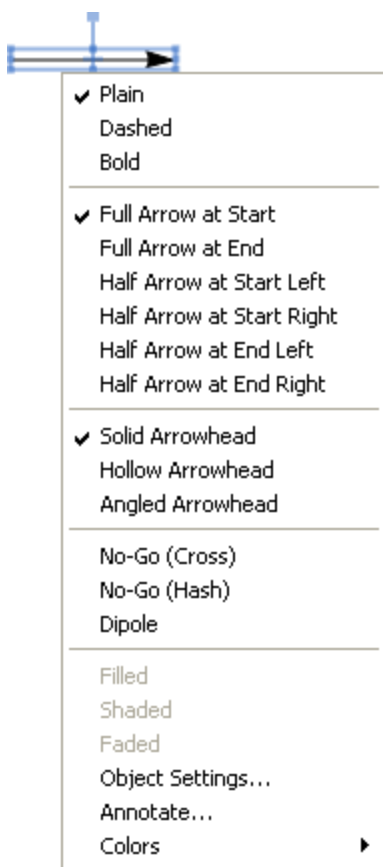 Plain
Dashed
Bold
Full Arrow at Start
Full Arrow at End
Half Arrow at Start Left
Half Arrow at Start Right
Half Arrow at End Left
Half Arrow at End Right
Solid Arrowhead
Hollow Arrowhead
Angled Arrowhead
No-Go (Cross)
No-Go (Hash)
Dipole
Filled
Shaded
Faded
Object Settings...
Annotate...
Colors